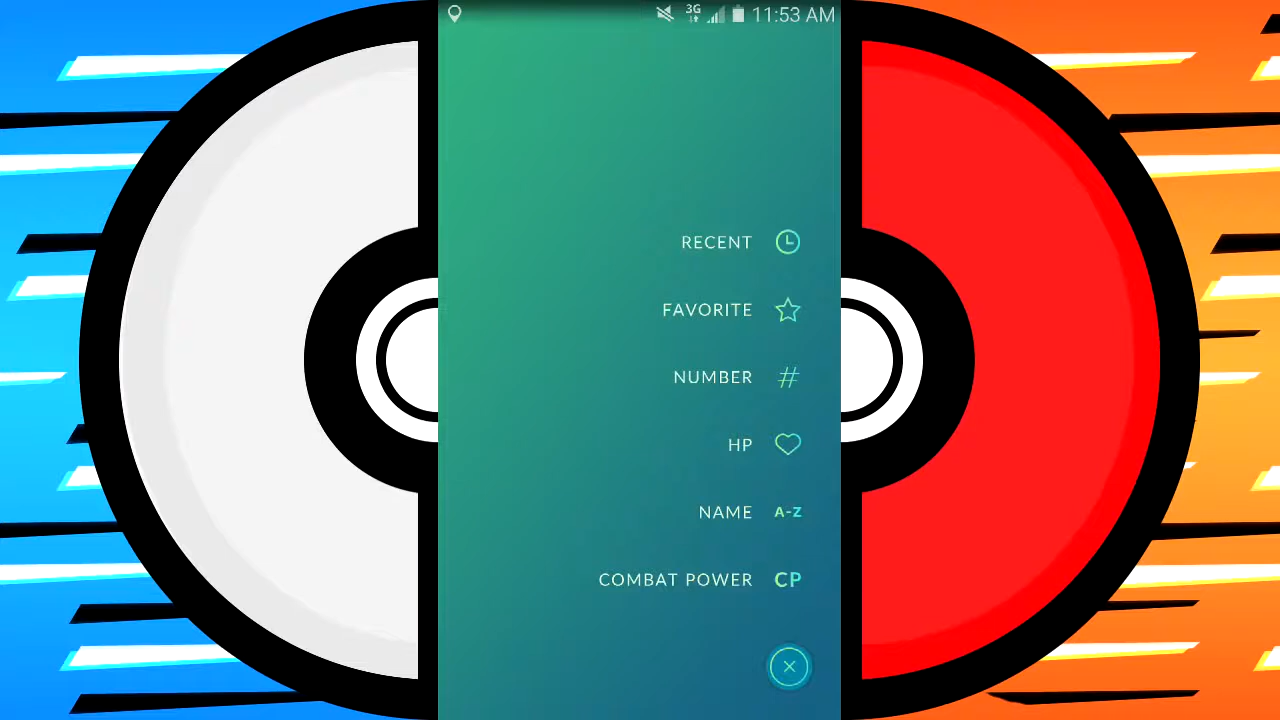 3G 11:53 AM
RECENT
FAVORITE
NUMBER #
HP
NAME A-Z
COMBAT POWER CP